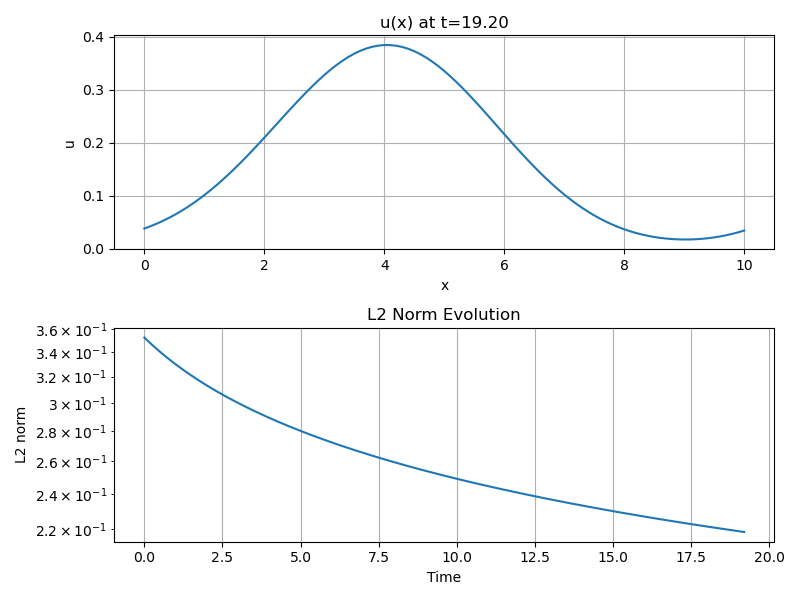 u(x) at t=19.20
0.4
0.3
0.2
0.1
0.0
u
0 2 4 6 8 10
x
L2 Norm Evolution
3.6 × 10⁻¹
3.4 × 10⁻¹
3.2 × 10⁻¹
3 × 10⁻¹
2.8 × 10⁻¹
2.6 × 10⁻¹
2.4 × 10⁻¹
2.2 × 10⁻¹
L2 norm
0.0 2.5 5.0 7.5 10.0 12.5 15.0 17.5 20.0
Time